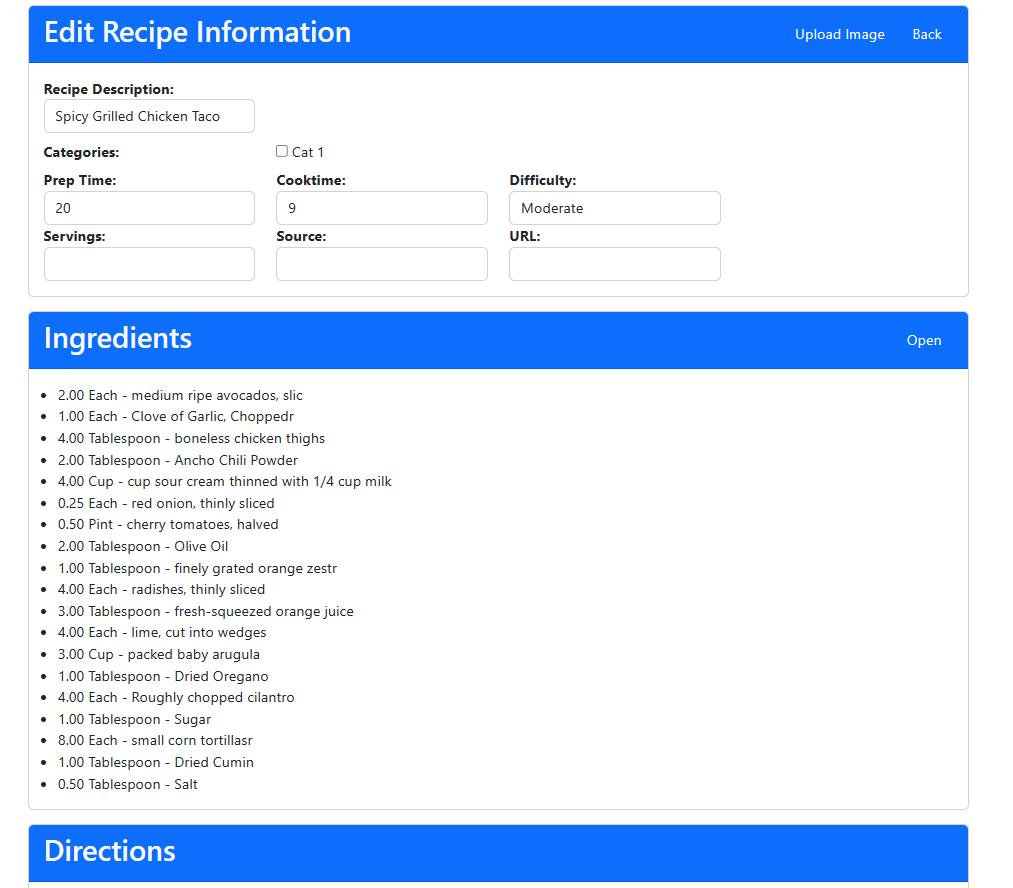 Edit Recipe Information
Upload Image
Back
Recipe Description:
Spicy Grilled Chicken Taco
Categories:
Cat 1
Prep Time:
Cooktime:
Difficulty:
20
9
Moderate
Servings:
Source:
URL:
Ingredients
Open
2.00 Each - medium ripe avocados, slic
1.00 Each - Clove of Garlic, Choppedr
4.00 Tablespoon - boneless chicken thighs
2.00 Tablespoon - Ancho Chili Powder
4.00 Cup - cup sour cream thinned with 1/4 cup milk
0.25 Each - red onion, thinly sliced
0.50 Pint - cherry tomatoes, halved
2.00 Tablespoon - Olive Oil
1.00 Tablespoon - finely grated orange zestr
4.00 Each - radishes, thinly sliced
3.00 Tablespoon - fresh-squeezed orange juice
4.00 Each - lime, cut into wedges
3.00 Cup - packed baby arugula
1.00 Tablespoon - Dried Oregano
4.00 Each - Roughly chopped cilantro
1.00 Tablespoon - Sugar
8.00 Each - small corn tortillasr
1.00 Tablespoon - Dried Cumin
0.50 Tablespoon - Salt
Directions